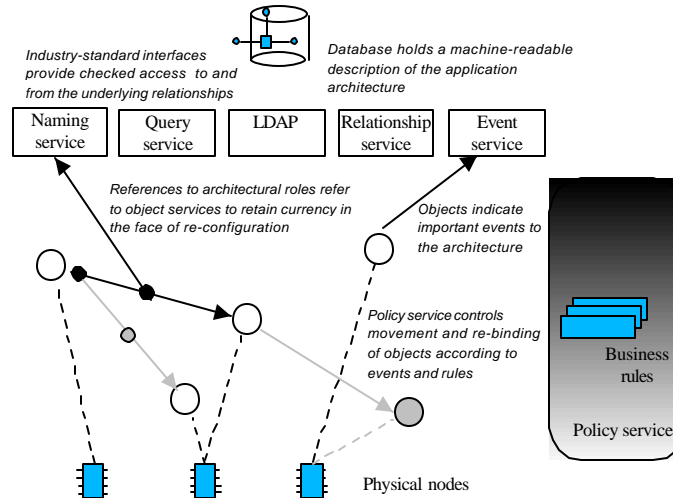 Industry-standard interfaces
provide checked access to and
from the underlying relationships
Database holds a machine-readable
description of the application
architecture
Naming
service
Query
service
LDAP
Relationship
service
Event
service
References to architectural roles refer
to object services to retain currency in
the face of re-configuration
Objects indicate
important events to
the architecture
Policy service controls
movement and re-binding
of objects according to
events and rules
Business
rules
Policy service
Physical nodes